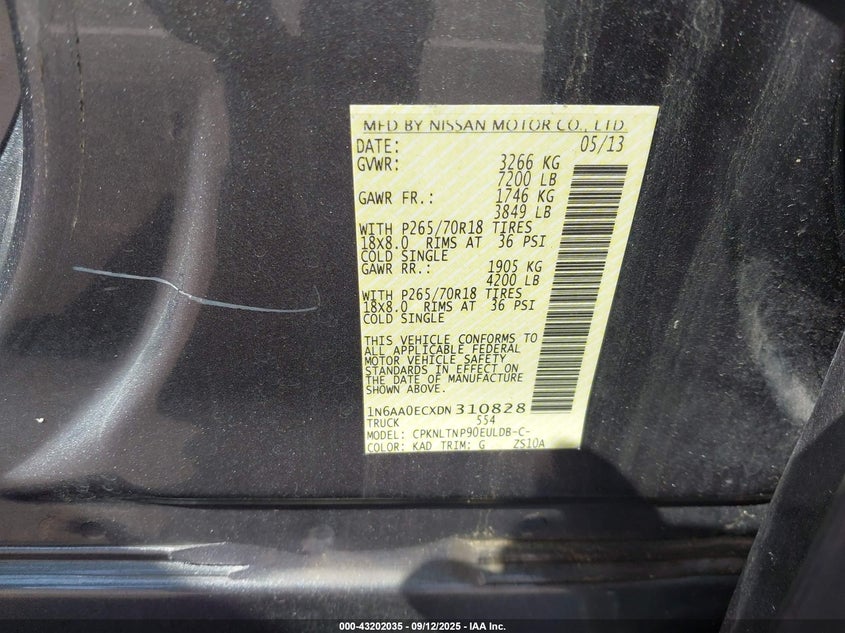 MFD BY NISSAN MOTOR CO., LTD.
DATE: 05/13
GVWR: 3266 KG
7200 LB
GAWR FR.: 1746 KG
3849 LB
WITH P265/70R18 TIRES
18X8.0 RIMS AT 36 PSI
COLD SINGLE
GAWR RR.: 1905 KG
4200 LB
WITH P265/70R18 TIRES
18X8.0 RIMS AT 36 PSI
COLD SINGLE
THIS VEHICLE CONFORMS TO
ALL APPLICABLE FEDERAL
MOTOR VEHICLE SAFETY
STANDARDS IN EFFECT ON
THE DATE OF MANUFACTURE
SHOWN ABOVE.
1N6AA0ECXDN310828
TRUCK 554
MODEL: CPKNLTNP90EULDB-C-
COLOR: KAD TRIM: G ZS10A
000-43202035 - 09/12/2025 - IAA Inc.